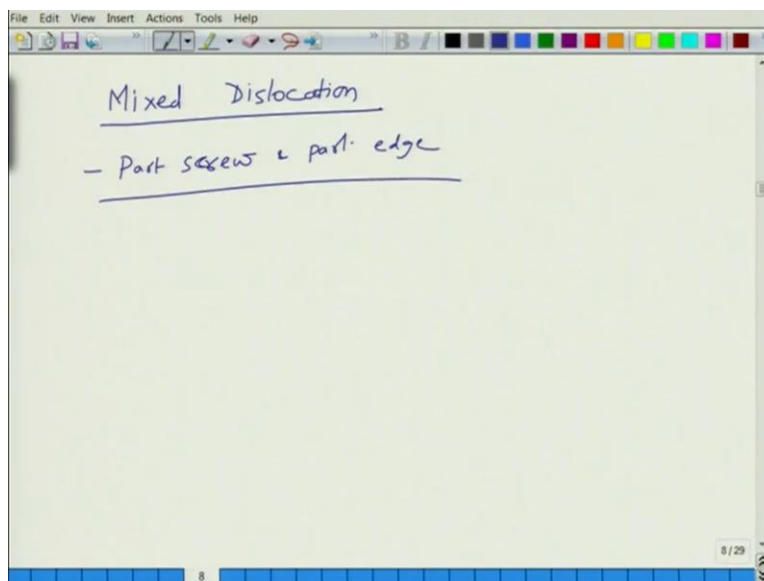 File Edit View Insert Actions Tools Help
B I
Mixed Dislocation
- Part screw & part edge
8/29
8